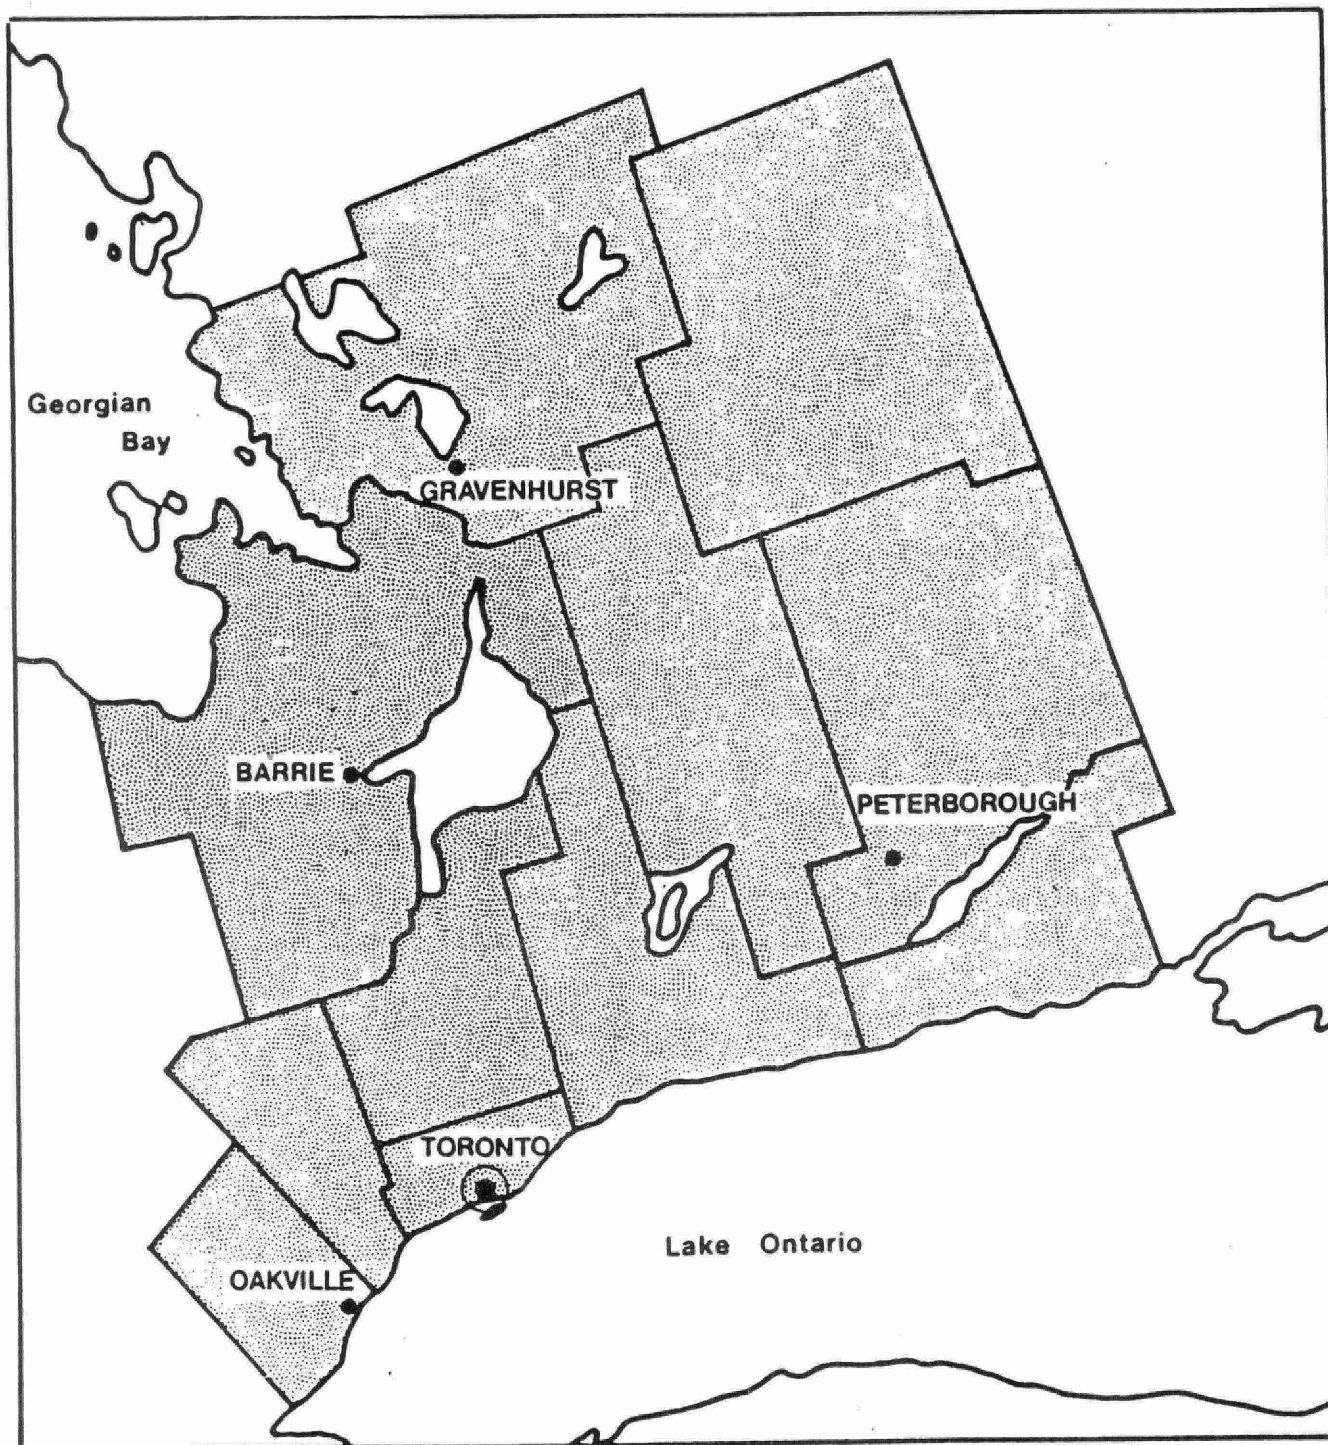 Georgian
Bay
GRAVENHURST
BARRIE
PETERBOROUGH
TORONTO
Lake Ontario
OAKVILLE